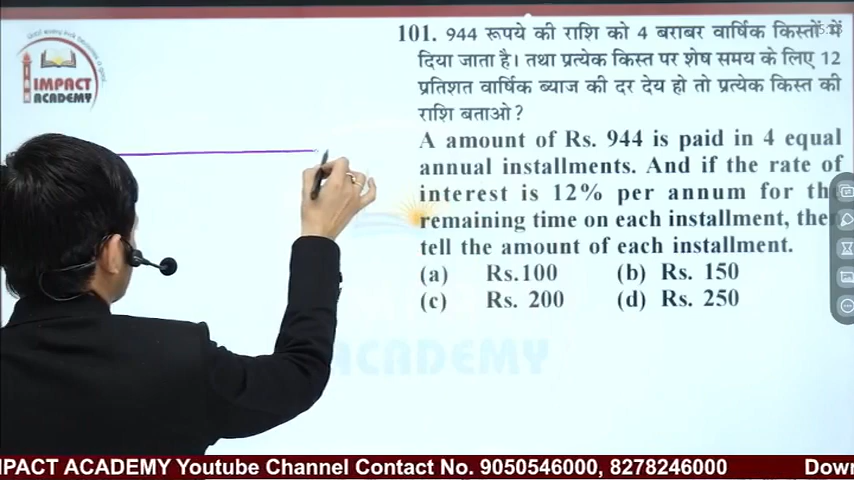 101. 944 रूपये की राशि को 4 बराबर वार्षिक किस्तों में
दिया जाता है। तथा प्रत्येक किस्त पर शेष समय के लिए 12
प्रतिशत वार्षिक ब्याज की दर देय हो तो प्रत्येक किस्त की
राशि बताओ?
A amount of Rs. 944 is paid in 4 equal
annual installments. And if the rate of
interest is 12% per annum for the
remaining time on each installment, then
tell the amount of each installment.
(a) Rs.100 (b) Rs. 150
(c) Rs. 200 (d) Rs. 250
IMPACT
ACADEMY
ACADEMY
IMPACT ACADEMY Youtube Channel Contact No. 9050546000, 8278246000 Down